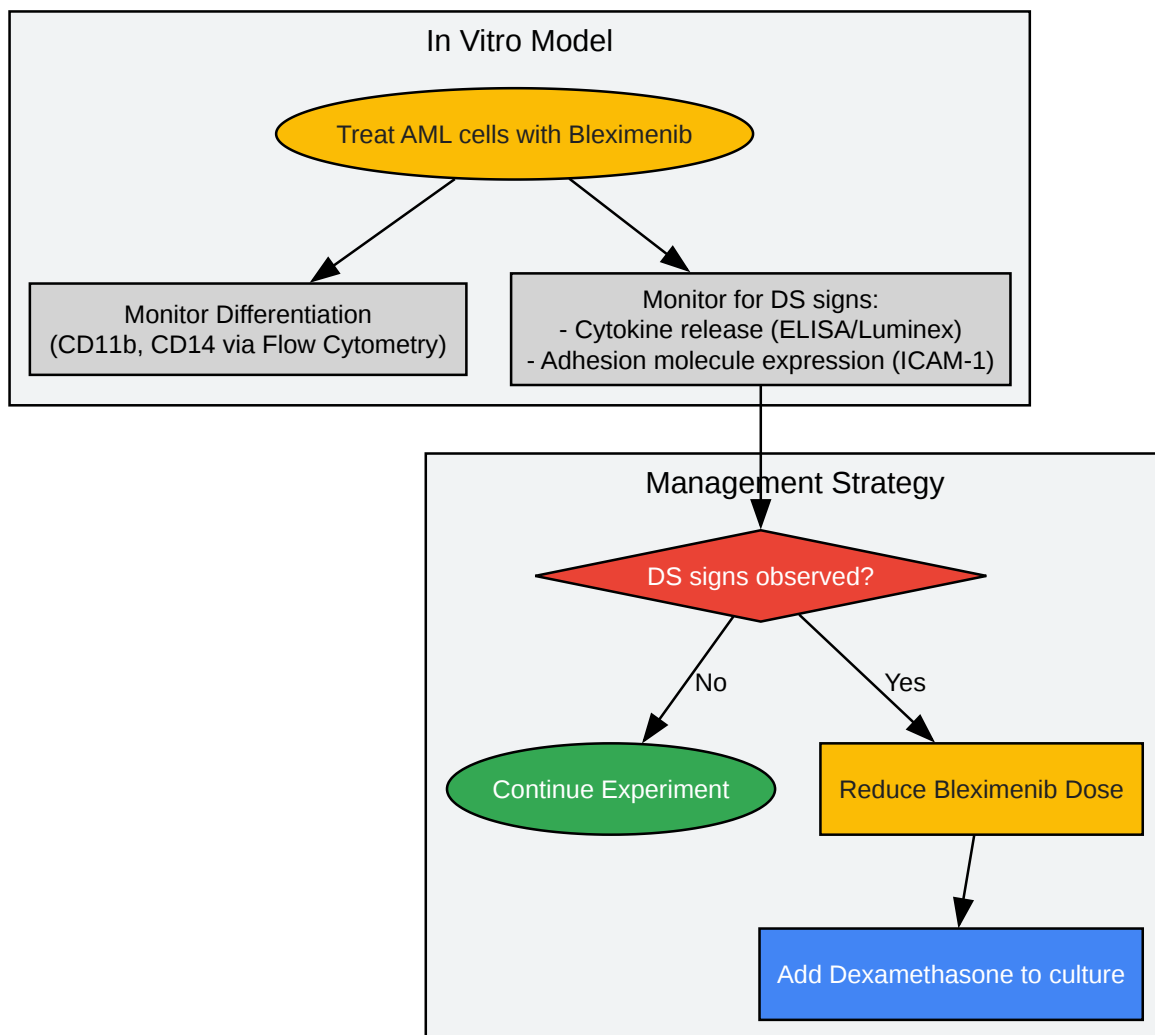 In Vitro Model
Treat AML cells with Bleximenib
Monitor Differentiation
(CD11b, CD14 via Flow Cytometry)
Monitor for DS signs:
- Cytokine release (ELISA/Luminex)
- Adhesion molecule expression (ICAM-1)
Management Strategy
DS signs observed?
No
Yes
Continue Experiment
Reduce Bleximenib Dose
Add Dexamethasone to culture